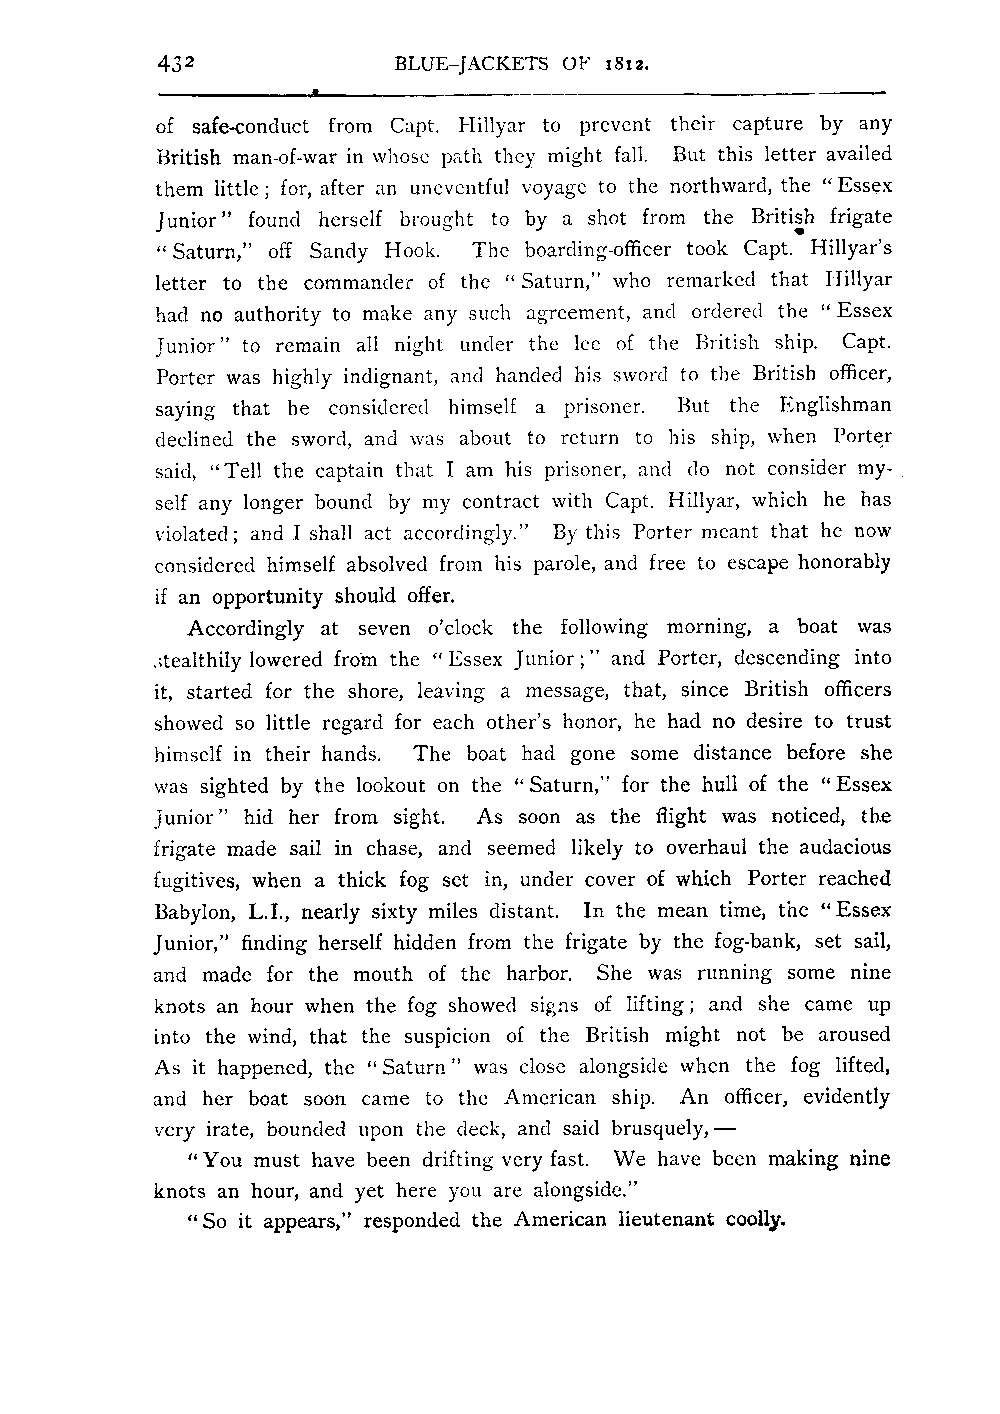 432 BLUE-JACKETS OF 1812.
of safe-conduct from Capt. Hillyar to prevent their capture by any
British man-of-war in whose path they might fall. But this letter availed
them little; for, after an uneventful voyage to the northward, the "Essex
Junior" found herself brought to by a shot from the British frigate
"Saturn," off Sandy Hook. The boarding-officer took Capt. Hillyar's
letter to the commander of the "Saturn," who remarked that Hillyar
had no authority to make any such agreement, and ordered the "Essex
Junior" to remain all night under the lee of the British ship. Capt.
Porter was highly indignant, and handed his sword to the British officer,
saying that he considered himself a prisoner. But the Englishman
declined the sword, and was about to return to his ship, when Porter
said, "Tell the captain that I am his prisoner, and do not consider my-
self any longer bound by my contract with Capt. Hillyar, which he has
violated; and I shall act accordingly." By this Porter meant that he now
considered himself absolved from his parole, and free to escape honorably
if an opportunity should offer.
Accordingly at seven o'clock the following morning, a boat was
stealthily lowered from the "Essex Junior;" and Porter, descending into
it, started for the shore, leaving a message, that, since British officers
showed so little regard for each other's honor, he had no desire to trust
himself in their hands. The boat had gone some distance before she
was sighted by the lookout on the "Saturn," for the hull of the "Essex
Junior" hid her from sight. As soon as the flight was noticed, the
frigate made sail in chase, and seemed likely to overhaul the audacious
fugitives, when a thick fog set in, under cover of which Porter reached
Babylon, L.I., nearly sixty miles distant. In the mean time, the "Essex
Junior," finding herself hidden from the frigate by the fog-bank, set sail,
and made for the mouth of the harbor. She was running some nine
knots an hour when the fog showed signs of lifting; and she came up
into the wind, that the suspicion of the British might not be aroused
As it happened, the "Saturn" was close alongside when the fog lifted,
and her boat soon came to the American ship. An officer, evidently
very irate, bounded upon the deck, and said brusquely,—
"You must have been drifting very fast. We have been making nine
knots an hour, and yet here you are alongside."
"So it appears," responded the American lieutenant coolly.